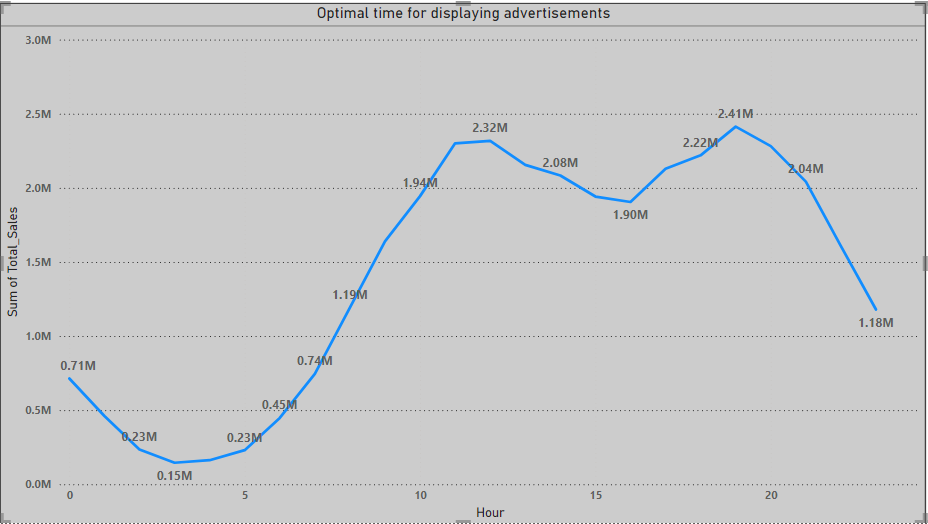 Optimal time for displaying advertisements
3.0M
2.5M
2.0M
1.5M
1.0M
0.5M
0.0M
Sum of Total_Sales
0.71M
0.23M
0.15M
0.23M
0.45M
0.74M
1.19M
1.94M
2.32M
2.08M
1.90M
2.22M
2.41M
2.04M
1.18M
0
5
10
15
20
Hour